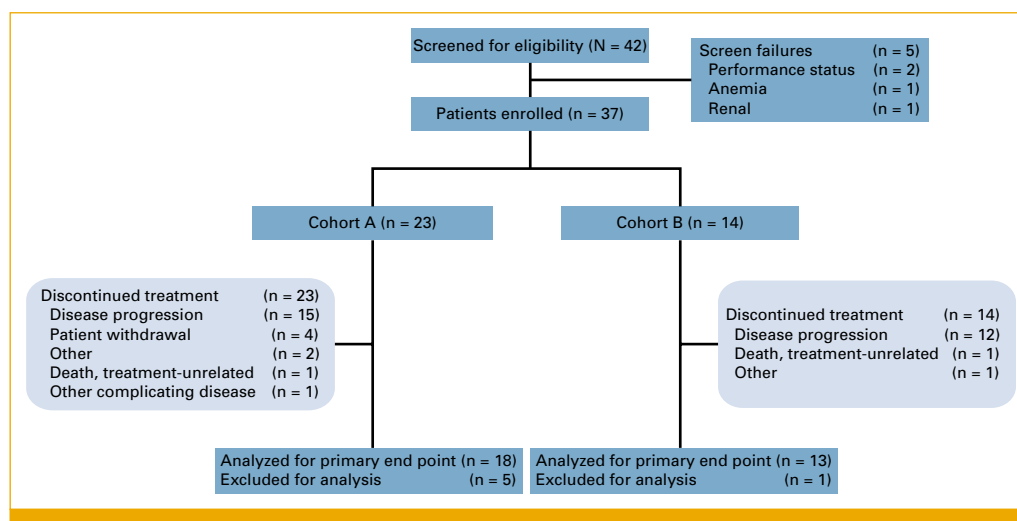 Screened for eligibility (N = 42)
Screen failures (n = 5)
Performance status (n = 2)
Anemia (n = 1)
Renal (n = 1)
Patients enrolled (n = 37)
Cohort A (n = 23)
Cohort B (n = 14)
Discontinued treatment (n = 23)
Disease progression (n = 15)
Patient withdrawal (n = 4)
Other (n = 2)
Death, treatment-unrelated (n = 1)
Other complicating disease (n = 1)
Discontinued treatment (n = 14)
Disease progression (n = 12)
Death, treatment-unrelated (n = 1)
Other (n = 1)
Analyzed for primary end point (n = 18)
Excluded for analysis (n = 5)
Analyzed for primary end point (n = 13)
Excluded for analysis (n = 1)